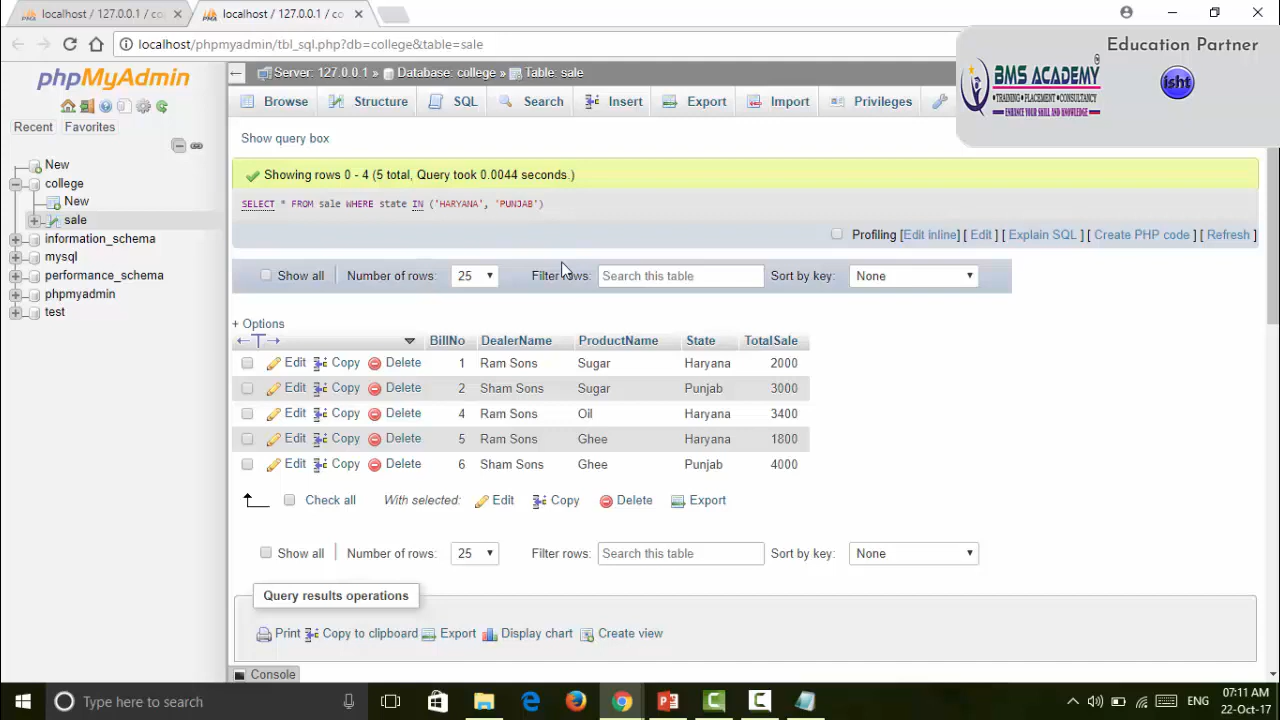 localhost / 127.0.0.1 / co
localhost / 127.0.0.1 / co
localhost/phpmyadmin/tbl_sql.php?db=college&table=sale
Education Partner
BMS ACADEMY
•TRAINING•PLACEMENT•CONSULTANCY
ENHANCE YOUR SKILL AND KNOWLEDGE
isht
phpMyAdmin
Recent Favorites
New
college
New
sale
information_schema
mysql
performance_schema
phpmyadmin
test
Server: 127.0.0.1 » Database: college » Table: sale
Browse Structure SQL Search Insert Export Import Privileges
Show query box
Showing rows 0 - 4 (5 total, Query took 0.0044 seconds.)
SELECT * FROM sale WHERE state IN ('HARYANA', 'PUNJAB')
Profiling [Edit inline] [ Edit ] [ Explain SQL ] [ Create PHP code ] [ Refresh ]
Show all Number of rows: 25 Filter rows: Search this table Sort by key: None
+ Options
BillNo DealerName ProductName State TotalSale
Edit Copy Delete 1 Ram Sons Sugar Haryana 2000
Edit Copy Delete 2 Sham Sons Sugar Punjab 3000
Edit Copy Delete 4 Ram Sons Oil Haryana 3400
Edit Copy Delete 5 Ram Sons Ghee Haryana 1800
Edit Copy Delete 6 Sham Sons Ghee Punjab 4000
Check all With selected: Edit Copy Delete Export
Show all Number of rows: 25 Filter rows: Search this table Sort by key: None
Query results operations
Print Copy to clipboard Export Display chart Create view
Console
Type here to search
ENG
07:11 AM
22-Oct-17